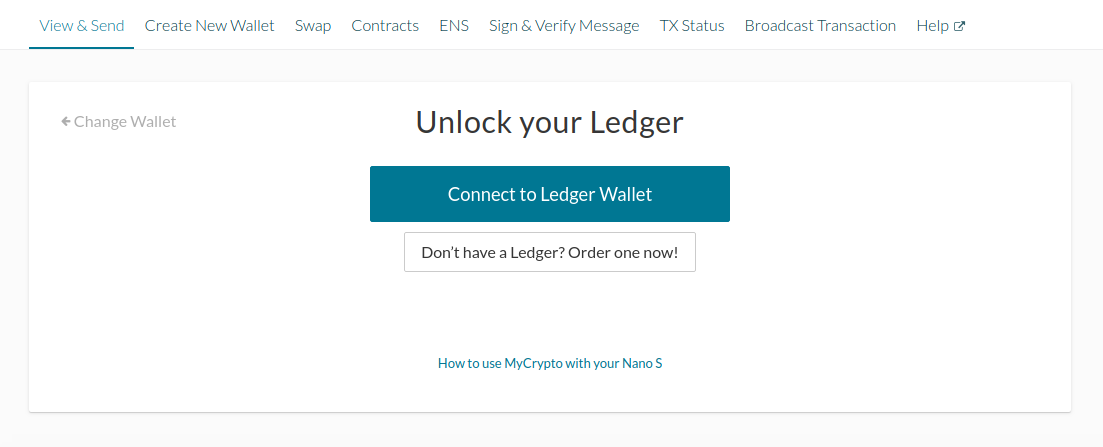 View & Send Create New Wallet Swap Contracts ENS Sign & Verify Message TX Status Broadcast Transaction Help
Change Wallet
Unlock your Ledger
Connect to Ledger Wallet
Don’t have a Ledger? Order one now!
How to use MyCrypto with your Nano S